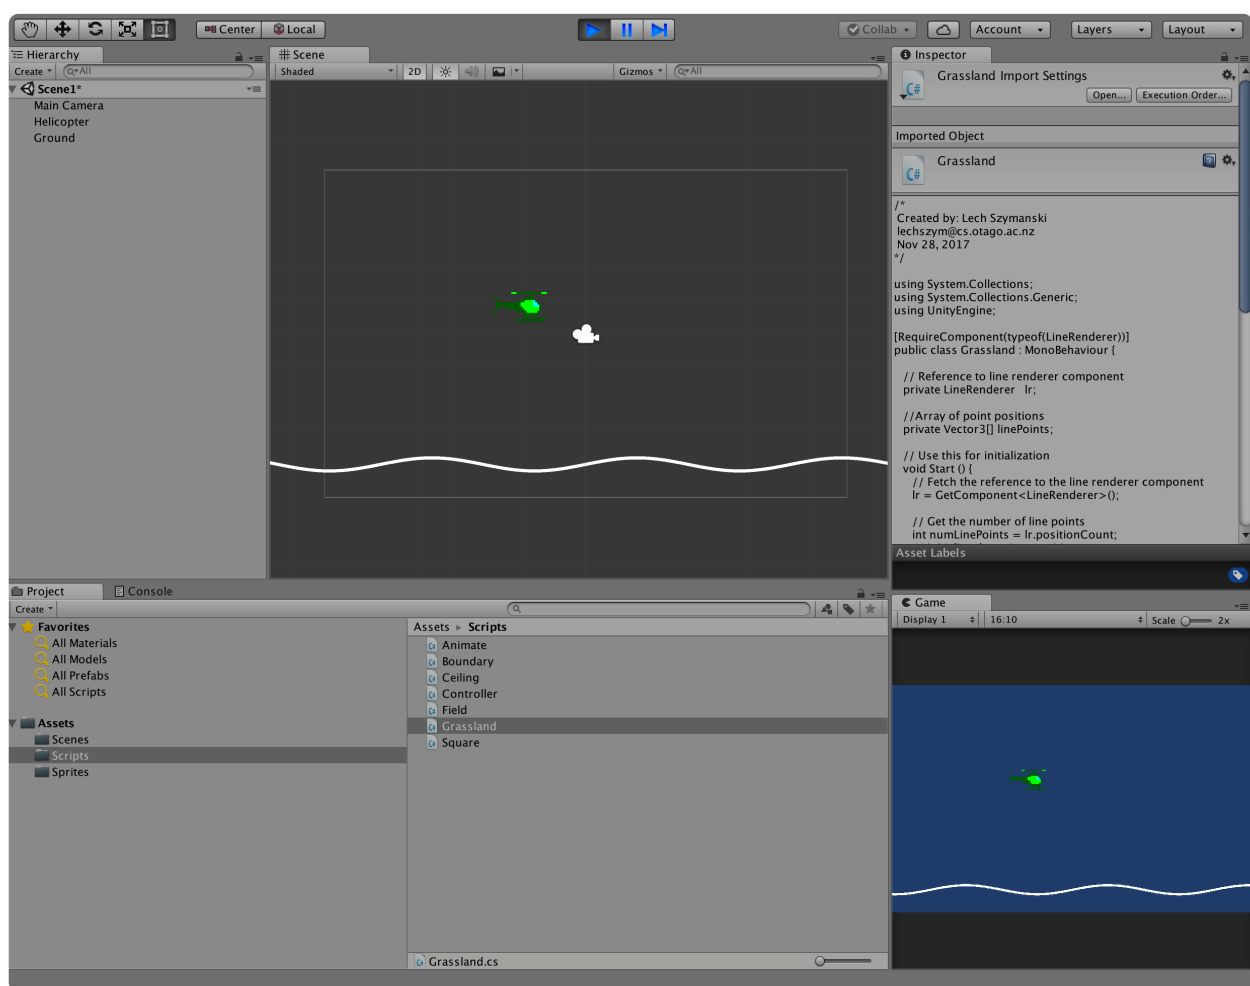 Center
Local
Collab
Account
Layers
Layout
Hierarchy
Create
All
Scene1*
Main Camera
Helicopter
Ground
Scene
Shaded
2D
Gizmos
All
Inspector
Grassland Import Settings
Open...
Execution Order...
Imported Object
Grassland
/*
Created by: Lech Szymanski
lechszym@cs.otago.ac.nz
Nov 28, 2017
*/
using System.Collections;
using System.Collections.Generic;
using UnityEngine;
[RequireComponent(typeof(LineRenderer))]
public class Grassland : MonoBehaviour {
// Reference to line renderer component
private LineRenderer lr;
//Array of point positions
private Vector3[] linePoints;
// Use this for initialization
void Start () {
// Fetch the reference to the line renderer component
lr = GetComponent<LineRenderer>();
// Get the number of line points
int numLinePoints = lr.positionCount;
Asset Labels
Project
Console
Create
Favorites
All Materials
All Models
All Prefabs
All Scripts
Assets
Scenes
Scripts
Sprites
Assets ▸ Scripts
C# Animate
C# Boundary
C# Ceiling
C# Controller
C# Field
C# Grassland
C# Square
C# Grassland.cs
Game
Display 1
16:10
Scale
2x